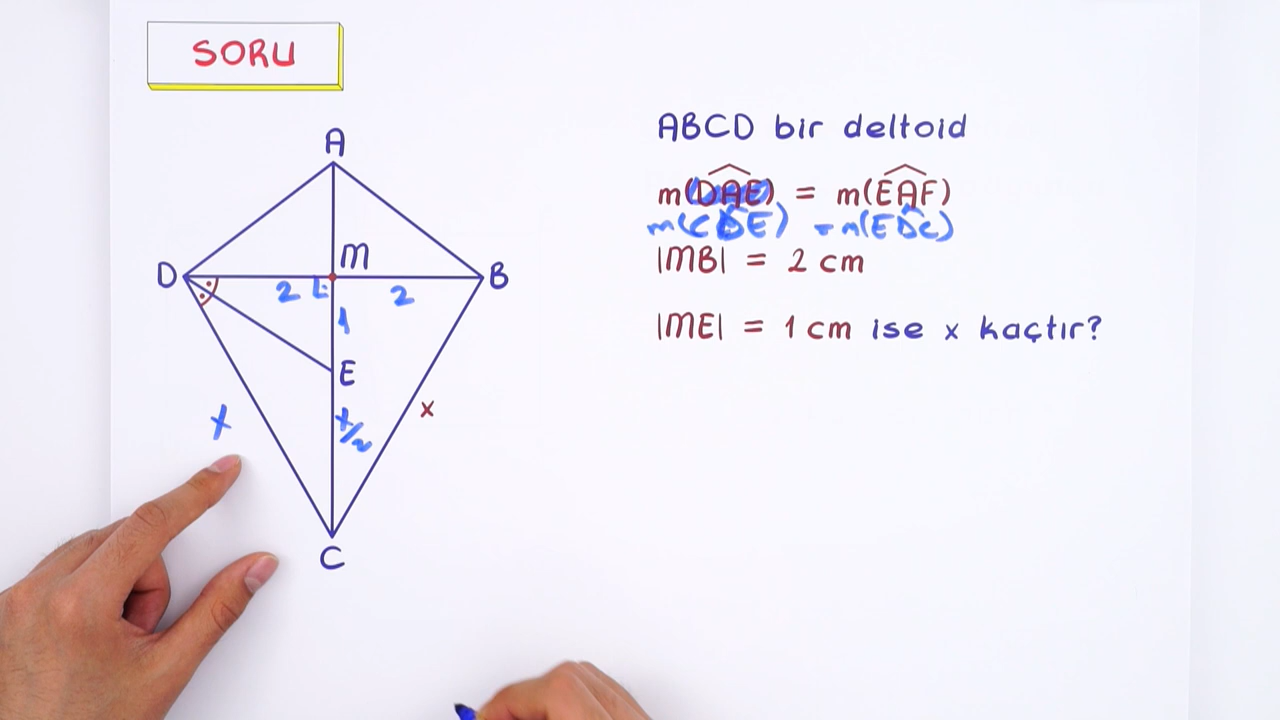 SORU
ABCD bir deltoid
m(DAE) = m(EAF)
m(CDE) = m(EDC)
|MB| = 2 cm
|ME| = 1 cm ise x kaçtır?
A
M
D
B
2
2
1
E
x
x/2
x
C